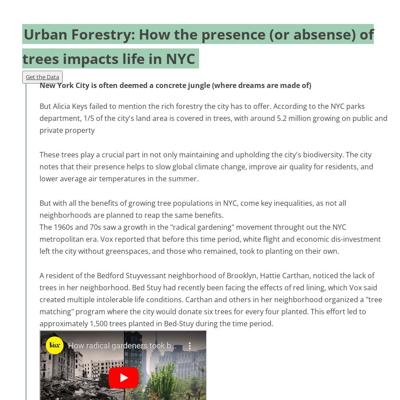 Urban Forestry: How the presence (or absense) of
trees impacts life in NYC
Get the Data
New York City is often deemed a concrete jungle (where dreams are made of)
But Alicia Keys failed to mention the rich forestry the city has to offer. According to the NYC parks
department, 1/5 of the city's land area is covered in trees, with around 5.2 million growing on public and
private property
These trees play a crucial part in not only maintaining and upholding the city's biodiversity. The city
notes that their presence helps to slow global climate change, improve air quality for residents, and
lower average air temperatures in the summer.
But with all the benefits of growing tree populations in NYC, come key inequalities, as not all
neighborhoods are planned to reap the same benefits.
The 1960s and 70s saw a growth in the "radical gardening" movement throught out the NYC
metropolitan era. Vox reported that before this time period, white flight and economic dis-investment
left the city without greenspaces, and those who remained, took to planting on their own.
A resident of the Bedford Stuyvessant neighborhood of Brooklyn, Hattie Carthan, noticed the lack of
trees in her neighborhood. Bed Stuy had recently been facing the effects of red lining, which Vox said
created multiple intolerable life conditions. Carthan and others in her neighborhood organized a "tree
matching" program where the city would donate six trees for every four planted. This effort led to
approximately 1,500 trees planted in Bed-Stuy during the time period.
Vox
How radical gardeners took b...